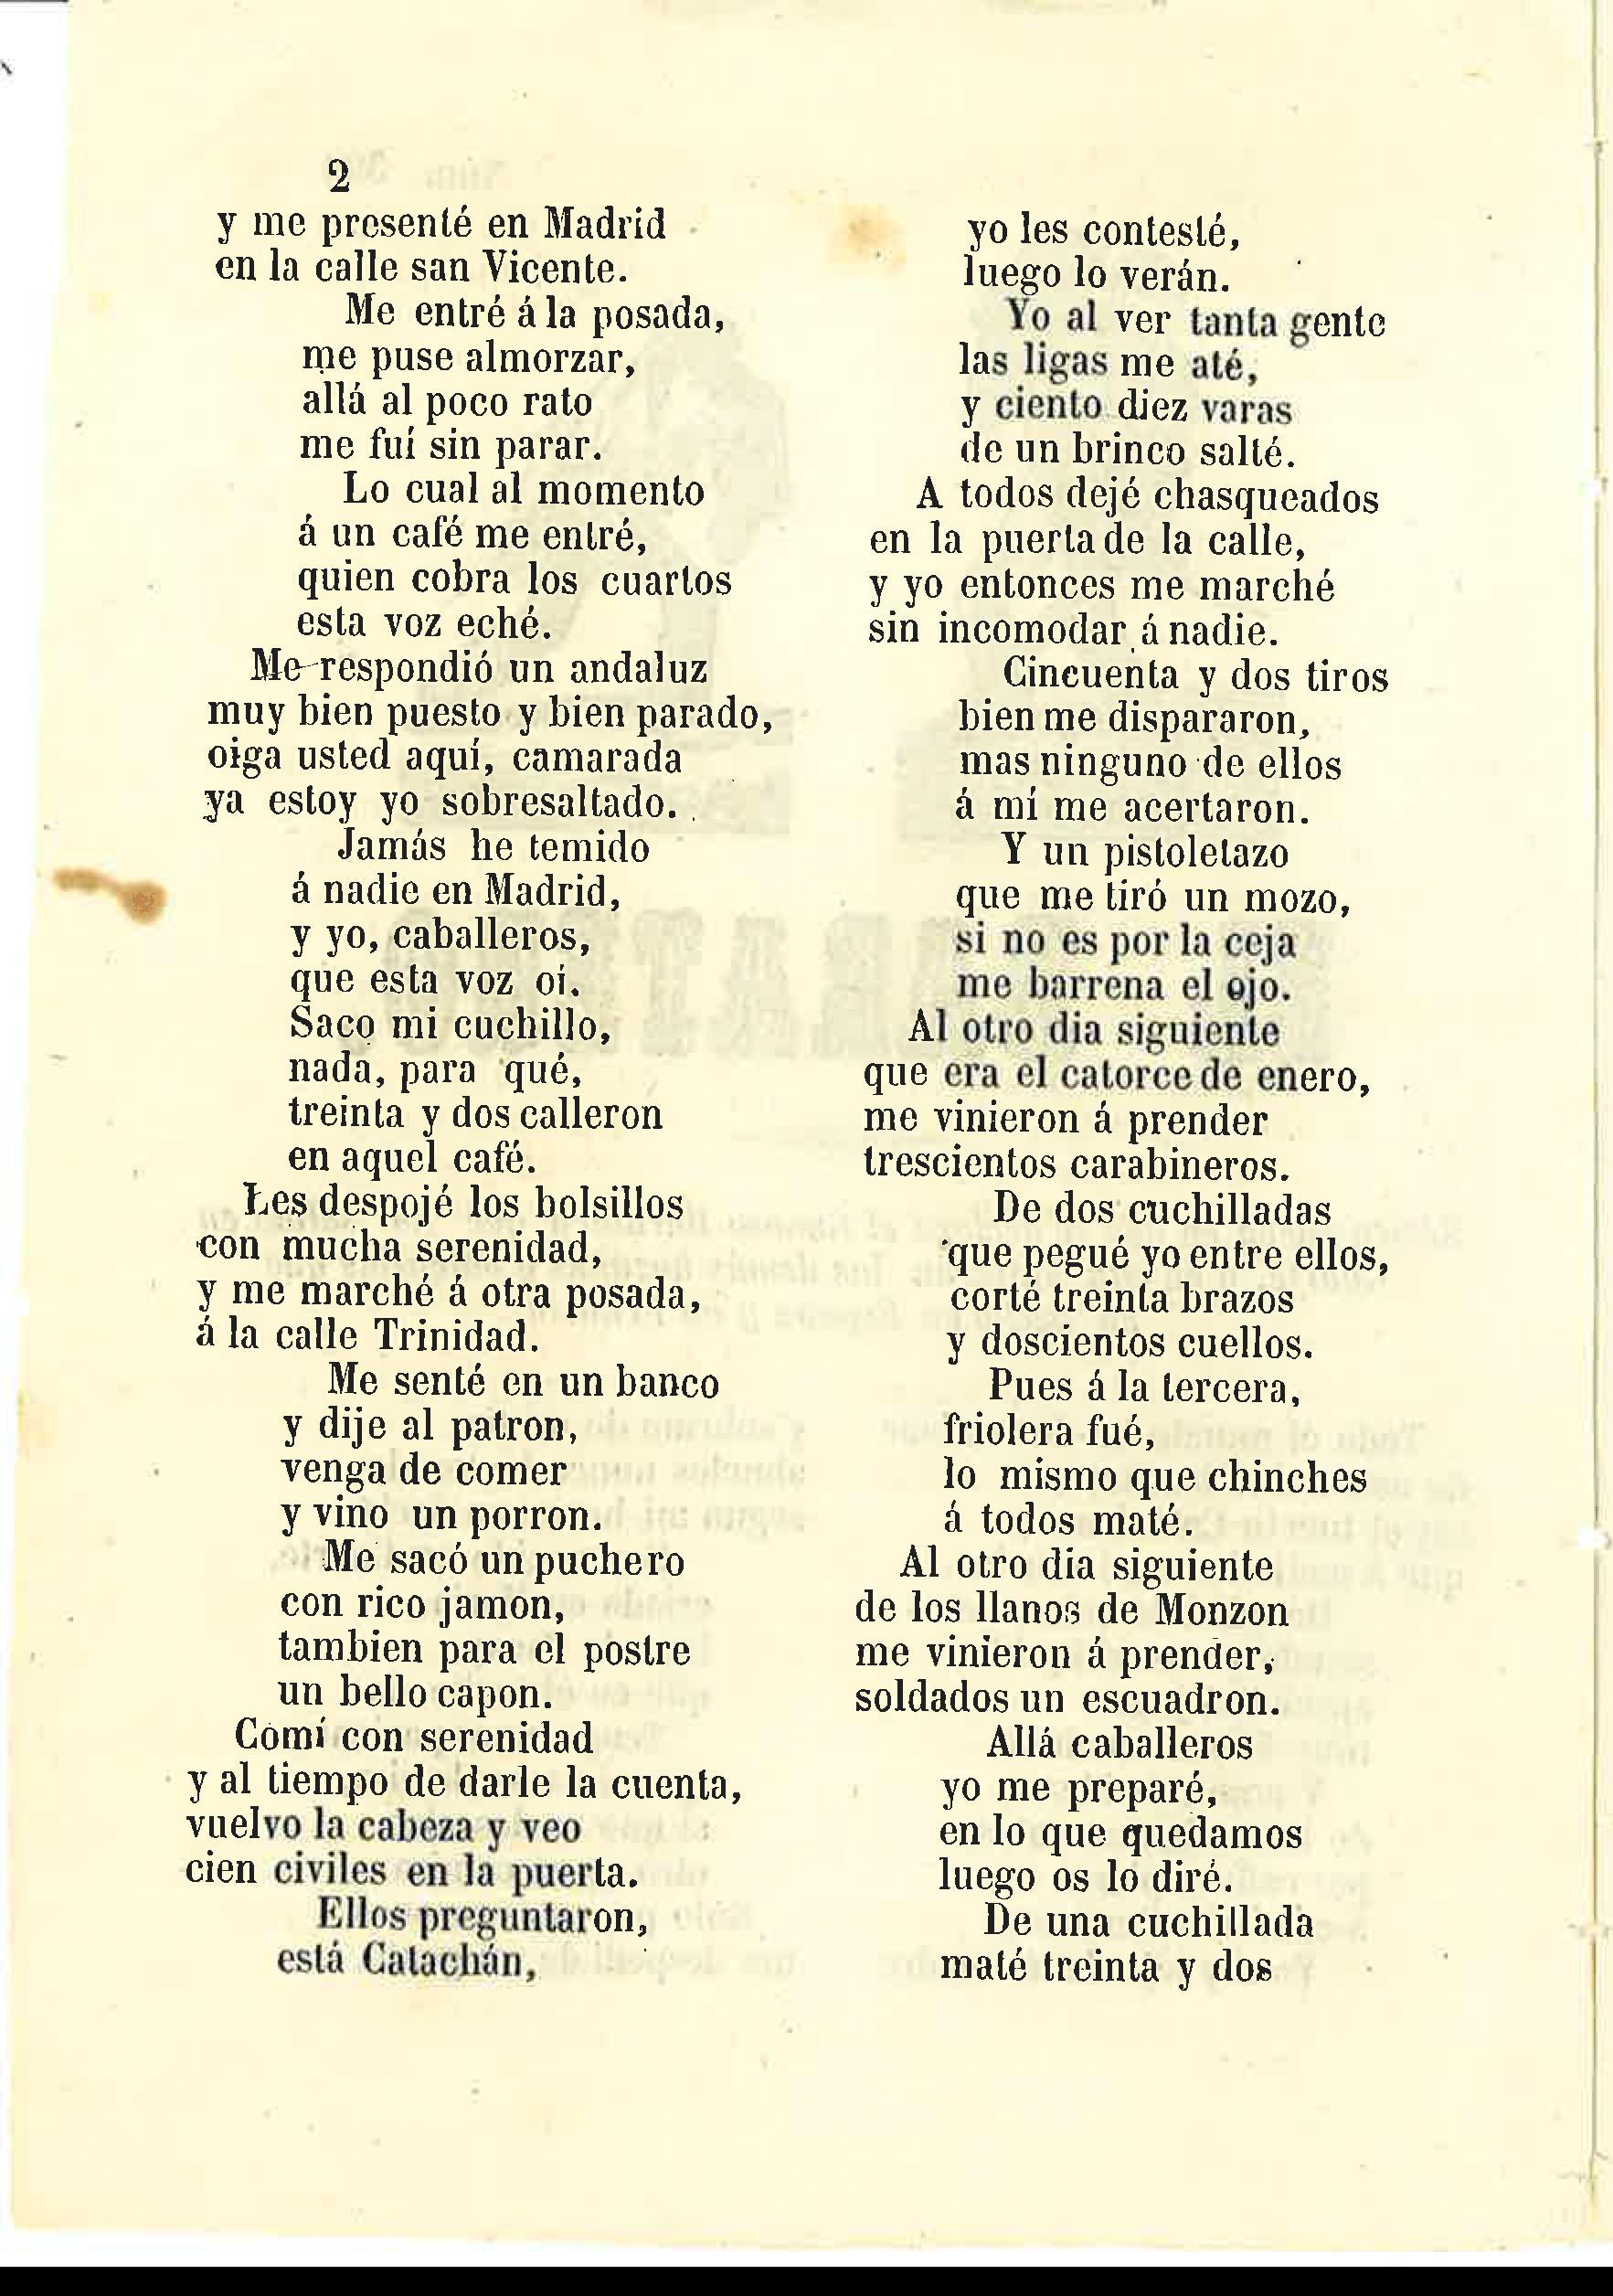 2
y me presenté en Madrid
en la calle san Vicente.
Me entré á la posada,
me puse almorzar,
allá al poco rato
me fuí sin parar.
Lo cual al momento
á un café me entré,
quien cobra los cuartos
esta voz eché.
Me respondió un andaluz
muy bien puesto y bien parado,
oiga usted aquí, camarada
ya estoy yo sobresaltado.
Jamás he temido
á nadie en Madrid,
y yo, caballeros,
que esta voz oí.
Saco mi cuchillo,
nada, para qué,
treinta y dos calleron
en aquel café.
Les despojé los bolsillos
con mucha serenidad,
y me marché á otra posada,
á la calle Trinidad.
Me senté en un banco
y dije al patron,
venga de comer
y vino un porron.
Me sacó un puchero
con rico jamon,
tambien para el postre
un bello capon.
Comí con serenidad
y al tiempo de darle la cuenta,
vuelvo la cabeza y veo
cien civiles en la puerta.
Ellos preguntaron,
está Catachán,
yo les contesté,
luego lo verán.
Yo al ver tanta gente
las ligas me até,
y ciento diez varas
de un brinco salté.
A todos dejé chasqueados
en la puerta de la calle,
y yo entonces me marché
sin incomodar á nadie.
Cincuenta y dos tiros
bien me dispararon,
mas ninguno de ellos
á mí me acertaron.
Y un pistoletazo
que me tiró un mozo,
si no es por la ceja
me barrena el ojo.
Al otro dia siguiente
que era el catorce de enero,
me vinieron á prender
trescientos carabineros.
De dos cuchilladas
que pegué yo entre ellos,
corté treinta brazos
y doscientos cuellos.
Pues á la tercera,
friolera fué,
lo mismo que chinches
á todos maté.
Al otro dia siguiente
de los llanos de Monzon
me vinieron á prender,
soldados un escuadron.
Allá caballeros
yo me preparé,
en lo que quedamos
luego os lo diré.
De una cuchillada
maté treinta y dos